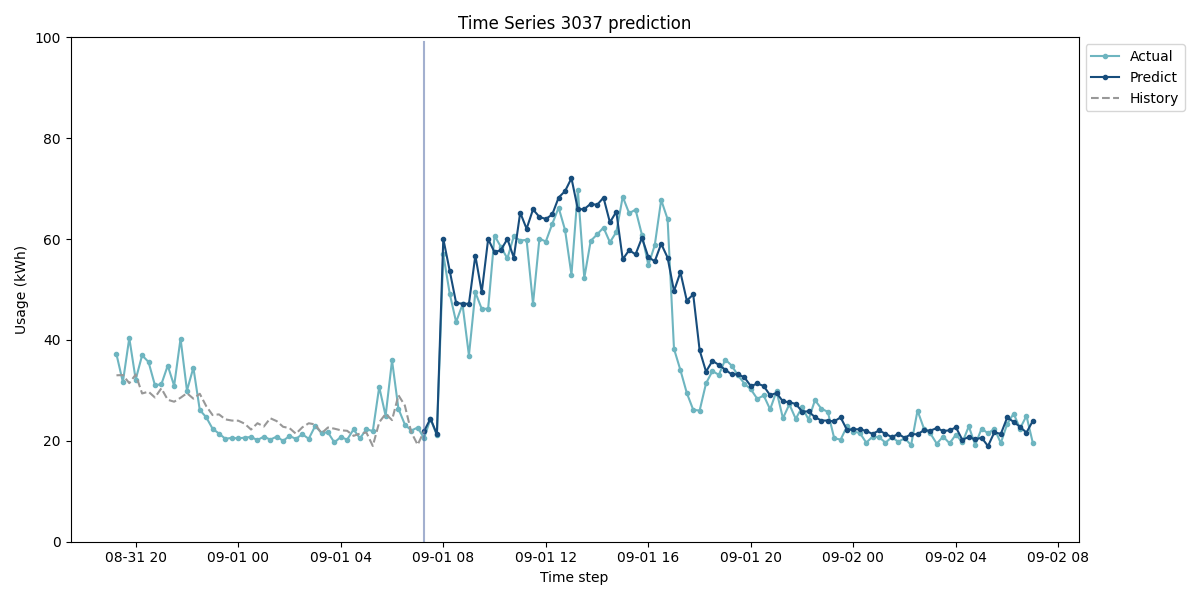 Time Series 3037 prediction
100
80
60
40
20
0
Usage (kWh)
08-31 20
09-01 00
09-01 04
09-01 08
09-01 12
09-01 16
09-01 20
09-02 00
09-02 04
09-02 08
Time step
Actual
Predict
History